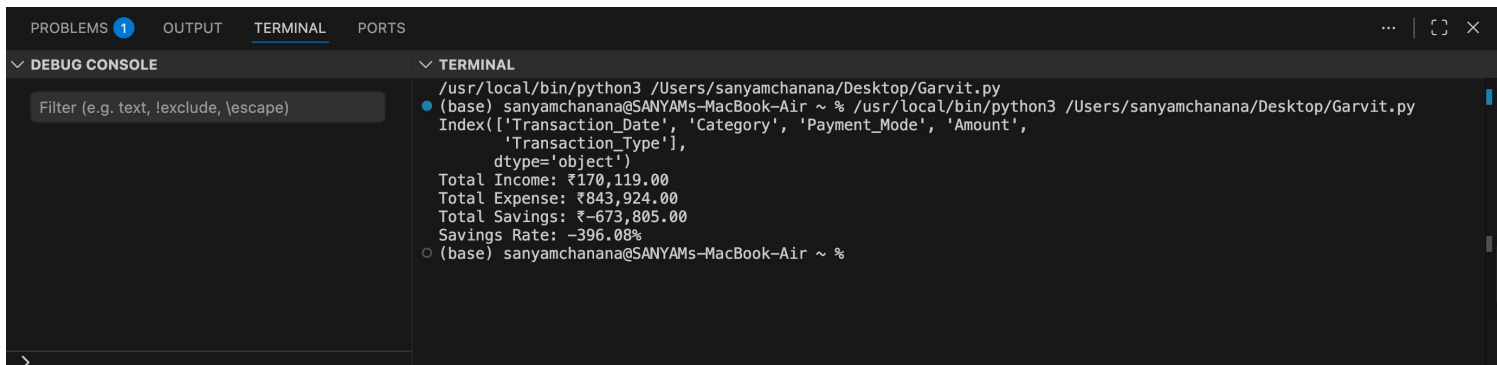 PROBLEMS 1 OUTPUT TERMINAL PORTS
DEBUG CONSOLE
Filter (e.g. text, !exclude, \escape)
TERMINAL
/usr/local/bin/python3 /Users/sanyamchanana/Desktop/Garvit.py
(base) sanyamchanana@SANYAMs-MacBook-Air ~ % /usr/local/bin/python3 /Users/sanyamchanana/Desktop/Garvit.py
Index(['Transaction_Date', 'Category', 'Payment_Mode', 'Amount',
       'Transaction_Type'],
      dtype='object')
Total Income: ₹170,119.00
Total Expense: ₹843,924.00
Total Savings: ₹-673,805.00
Savings Rate: -396.08%
(base) sanyamchanana@SANYAMs-MacBook-Air ~ %